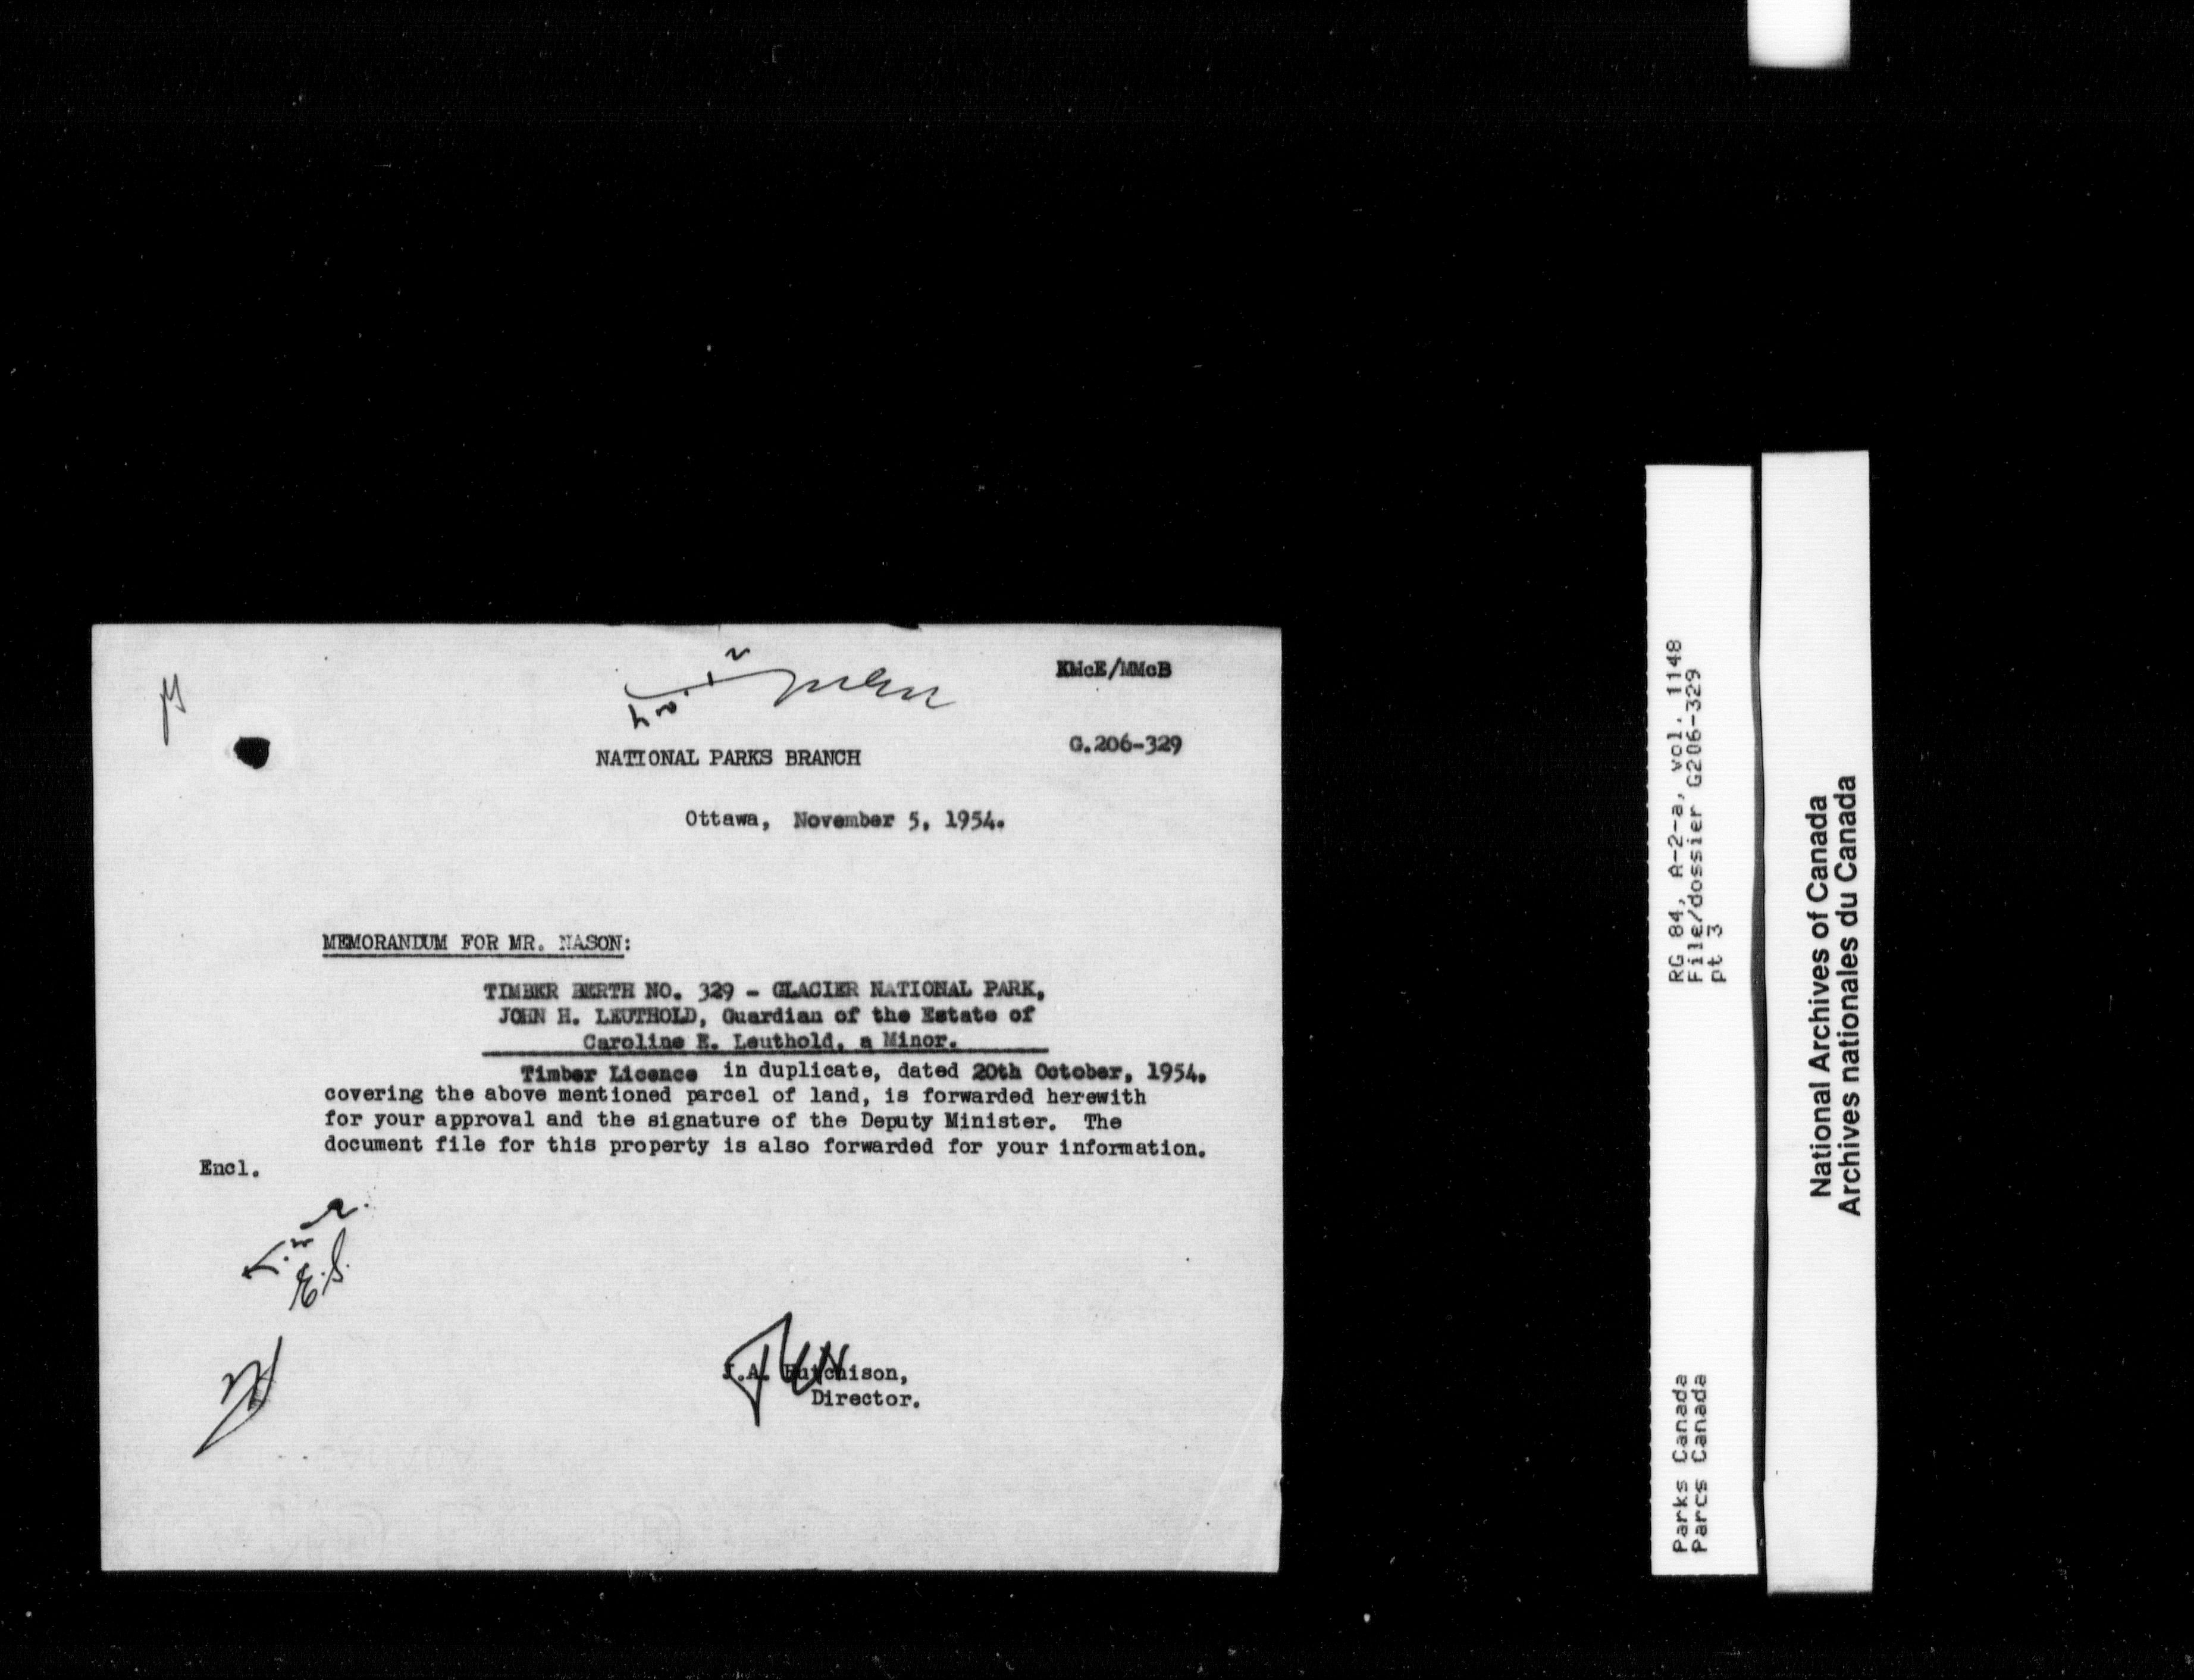 KMcE/MMcB
G.206-329
NATIONAL PARKS BRANCH
Ottawa, November 5, 1954.
MEMORANDUM FOR MR. NASON:
TIMBER BERTH NO. 329 - GLACIER NATIONAL PARK,
JOHN H. LEUTHOLD, Guardian of the Estate of
Caroline E. Leuthold, a Minor.
Timber Licence in duplicate, dated 20th October, 1954,
covering the above mentioned parcel of land, is forwarded herewith
for your approval and the signature of the Deputy Minister. The
document file for this property is also forwarded for your information.
Encl.
E.S.
J.A. Hutchison,
Director.
RG 84, A-2-a, vol. 1148
File/dossier G206-329
pt 3
Parks Canada
Parcs Canada
National Archives of Canada
Archives nationales du Canada